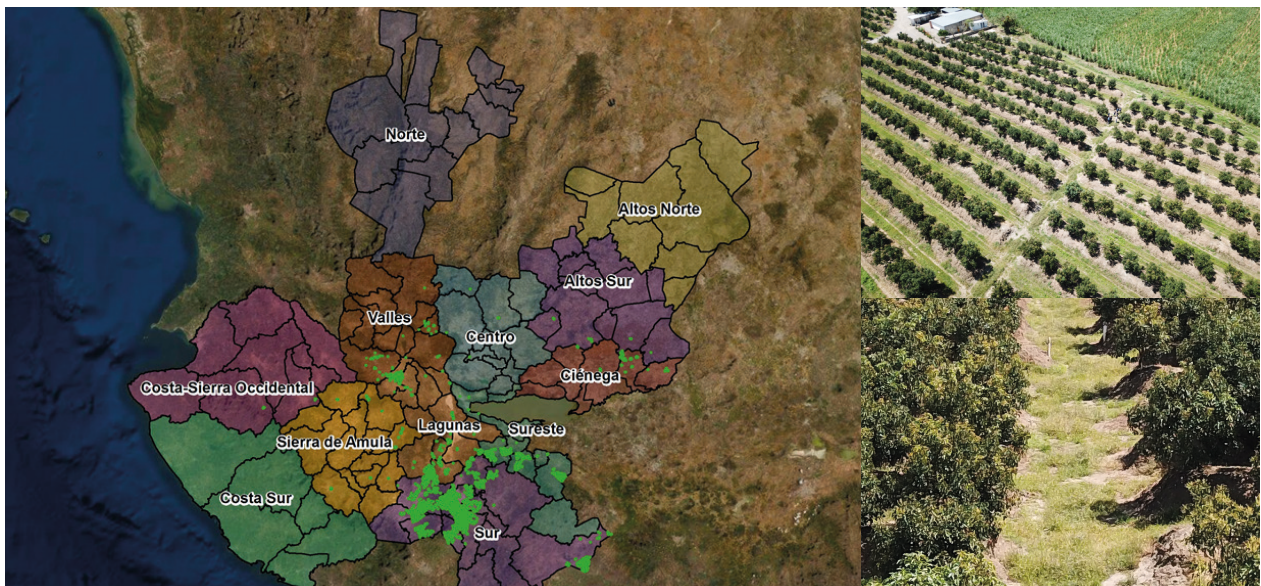 Norte
Altos Norte
Altos Sur
Valles
Centro
Ciénega
Costa-Sierra Occidental
Lagunas
Sureste
Sierra de Amula
Costa Sur
Sur